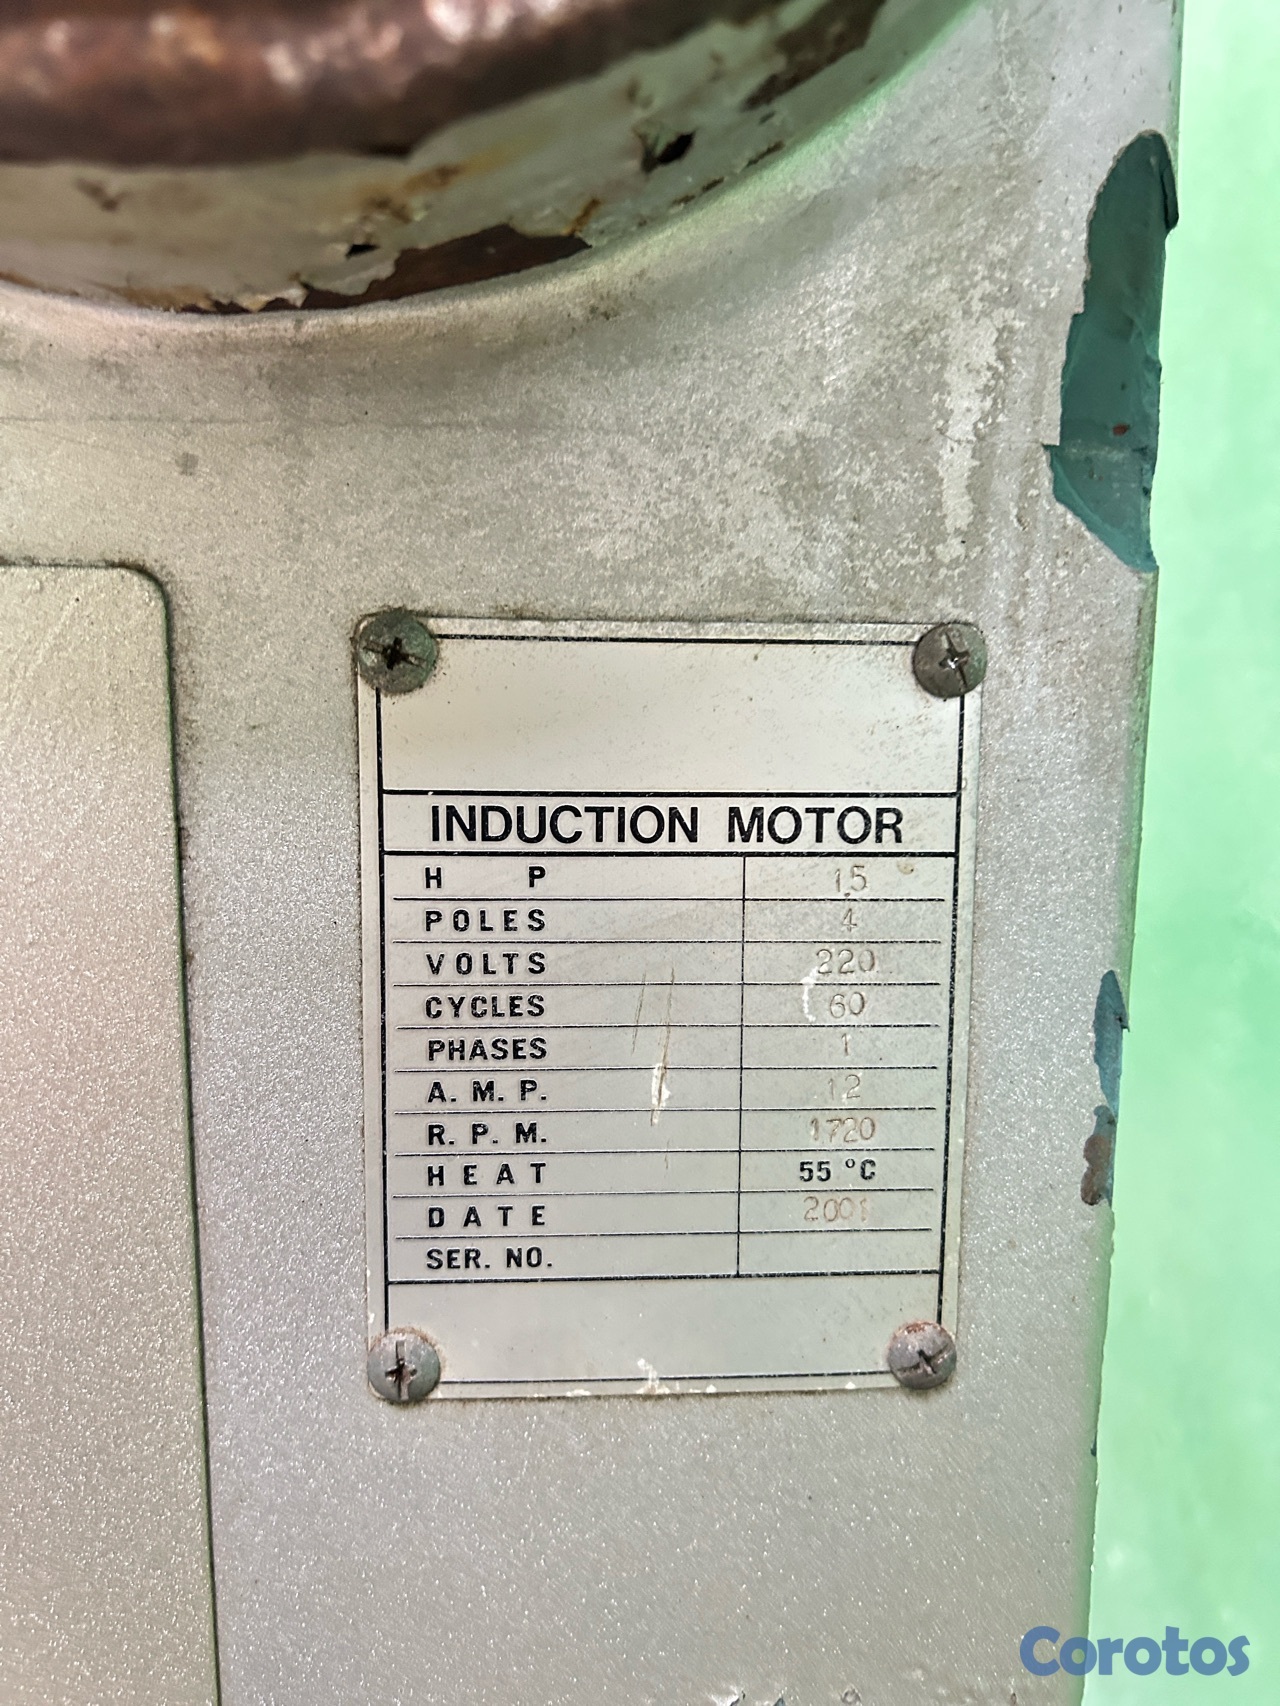 INDUCTION MOTOR
H P 1.5
POLES 4
VOLTS 220
CYCLES 60
PHASES 1
A. M. P. 12
R. P. M. 1720
HEAT 55 °C
DATE 2001
SER. NO.
Corotos